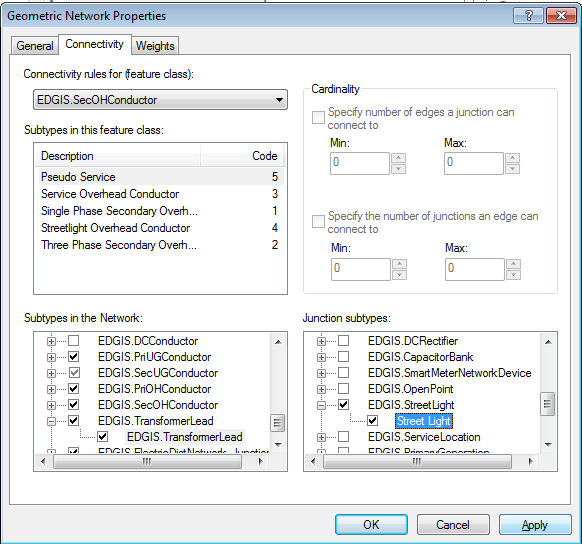 Geometric Network Properties
General Connectivity Weights
Connectivity rules for (feature class):
EDGIS.SecOHConductor
Subtypes in this feature class:
Description Code
Pseudo Service 5
Service Overhead Conductor 3
Single Phase Secondary Overh... 1
Streetlight Overhead Conductor 4
Three Phase Secondary Overh... 2
Cardinality
Specify number of edges a junction can
connect to
Min: Max:
0 0
Specify the number of junctions an edge can
connect to
Min: Max:
0 0
Subtypes in the Network:
EDGIS.DCConductor
EDGIS.PriUGConductor
EDGIS.SecUGConductor
EDGIS.PriOHConductor
EDGIS.SecOHConductor
EDGIS.TransfomerLead
EDGIS.TransfomerLead
EDGIS.ElectricDistNetwork_Junction
Junction subtypes:
EDGIS.DCRectifier
EDGIS.CapacitorBank
EDGIS.SmartMeterNetworkDevice
EDGIS.OpenPoint
EDGIS.StreetLight
Street Light
EDGIS.ServiceLocation
EDGIS.PrimaryGeneration
OK Cancel Apply